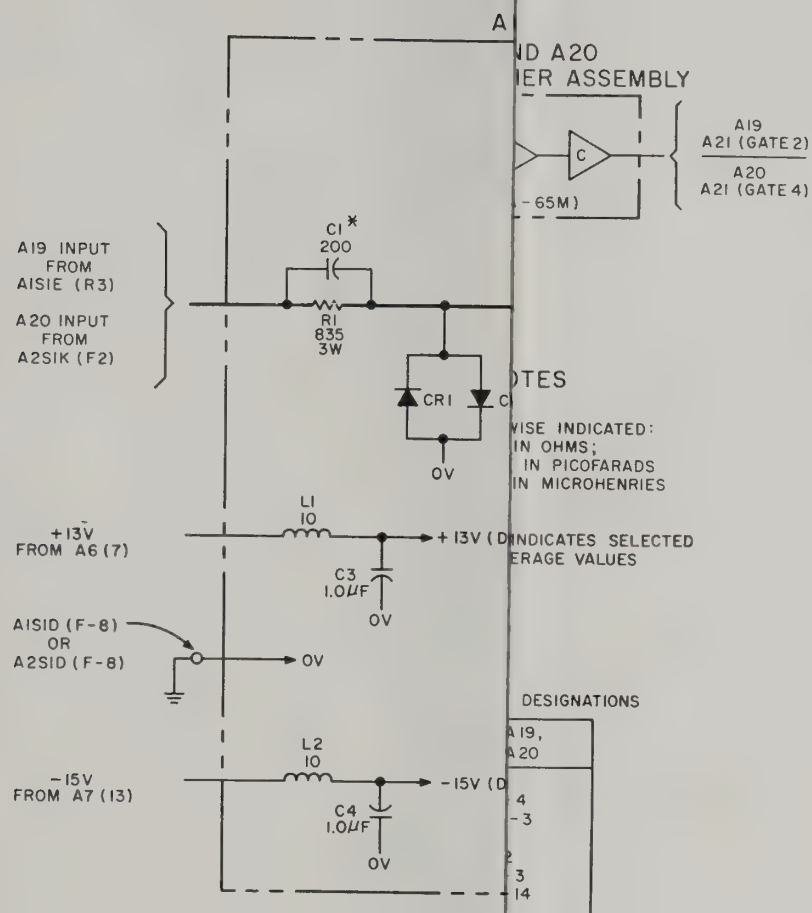 A
ND A20
IER ASSEMBLY
C
A19
A21 (GATE 2)
A20
A21 (GATE 4)
-65M)
A19 INPUT
FROM
A1S1E (R3)
A20 INPUT
FROM
A2S1K (F2)
C1*
200
R1
835
3W
CR1
C
0V
OTES
WISE INDICATED:
IN OHMS;
IN PICOFARADS
IN MICROHENRIES
+13V
FROM A6 (7)
L1
10
C3
1.0µF
0V
+13V (D
INDICATES SELECTED
ERAGE VALUES
A1S1D (F-8)
OR
A2S1D (F-8)
0V
DESIGNATIONS
A19,
A20
-15V
FROM A7 (13)
L2
10
C4
1.0µF
0V
-15V (D
4
-3
2
3
14